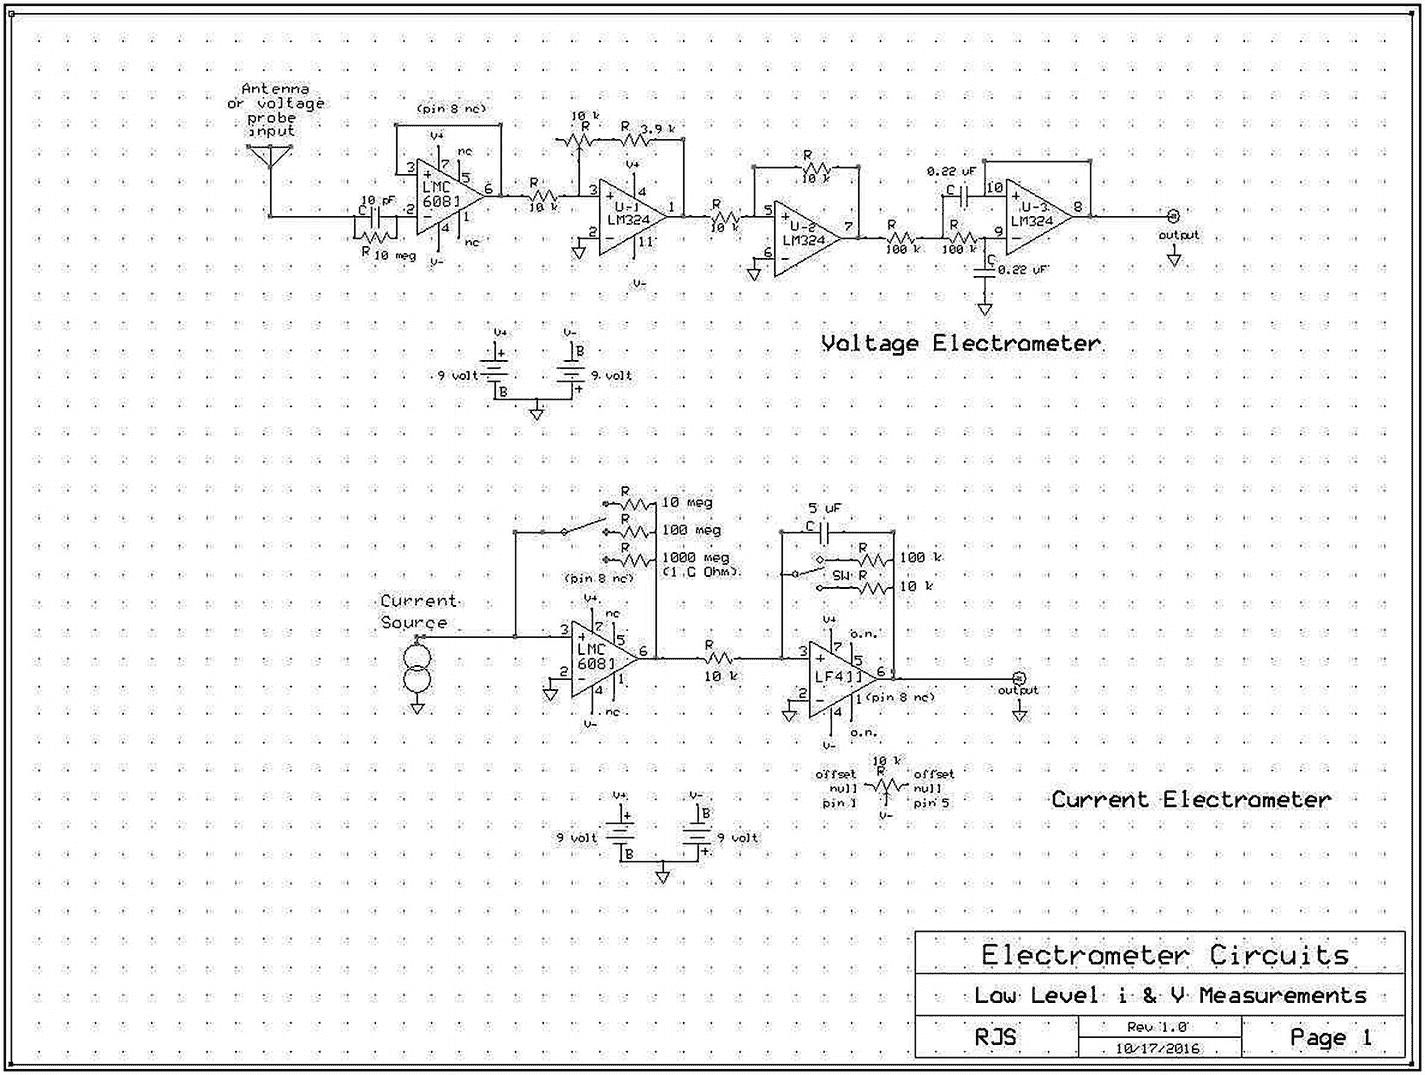 Antenna
or voltage
probe
input
(pin 8 nc)
V+
nc
3
+
7
5
LMC
6081
6
2
-
4
1
nc
V-
10 pF
C
R
10 meg
R
10 k
10 k
R
R
3.9 k
V+
3
+
4
U-1
LM324
1
2
-
11
V-
R
10 k
R
10 k
5
+
U-2
LM324
7
6
-
R
100 k
R
100 k
0.22 uF
C
10
+
U-3
LM324
8
9
-
C
0.22 uF
output
Voltage Electrometer
V+
V-
+
B
9 volt
9 volt
B
+
R
10 meg
R
100 meg
R
1000 meg
(1 G Ohm)
(pin 8 nc)
Current
Source
V+
nc
3
+
7
5
LMC
6081
6
2
-
4
1
nc
V-
R
10 k
5 uF
C
R
100 k
SW
R
10 k
V+
o.n.
3
+
7
5
LF411
6
2
-
4
1
(pin 8 nc)
o.n.
V-
output
10 k
R
offset
null
pin 1
offset
null
pin 5
V-
Current Electrometer
V+
V-
+
B
9 volt
9 volt
B
+
Electrometer Circuits
Low Level i & V Measurements
RJS
Rev 1.0
10/17/2016
Page 1